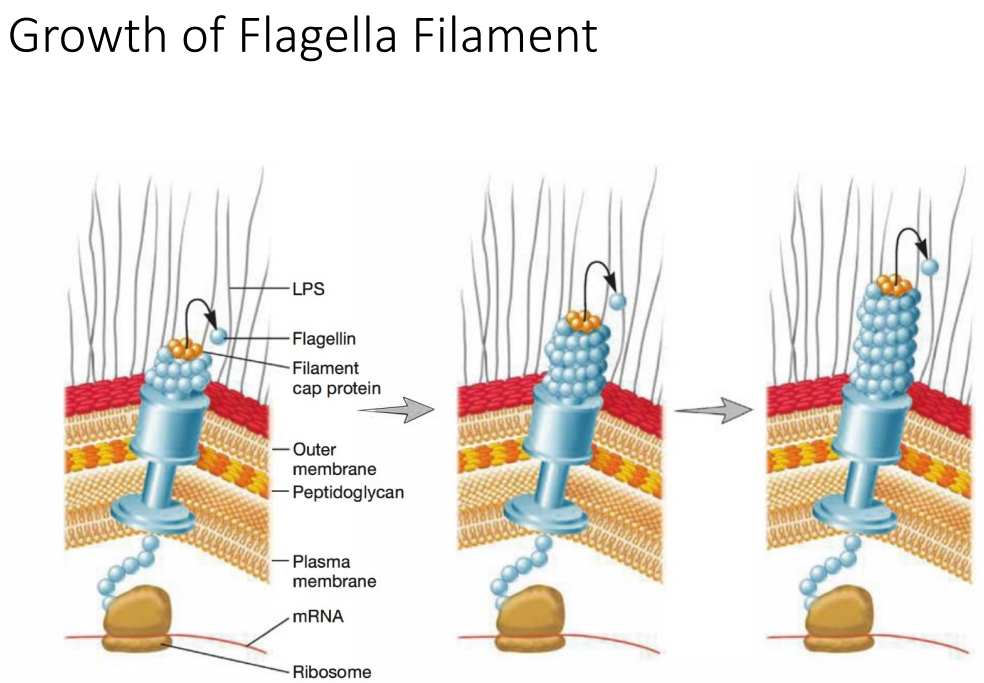 Growth of Flagella Filament
LPS
Flagellin
Filament
cap protein
Outer
membrane
Peptidoglycan
Plasma
membrane
mRNA
Ribosome